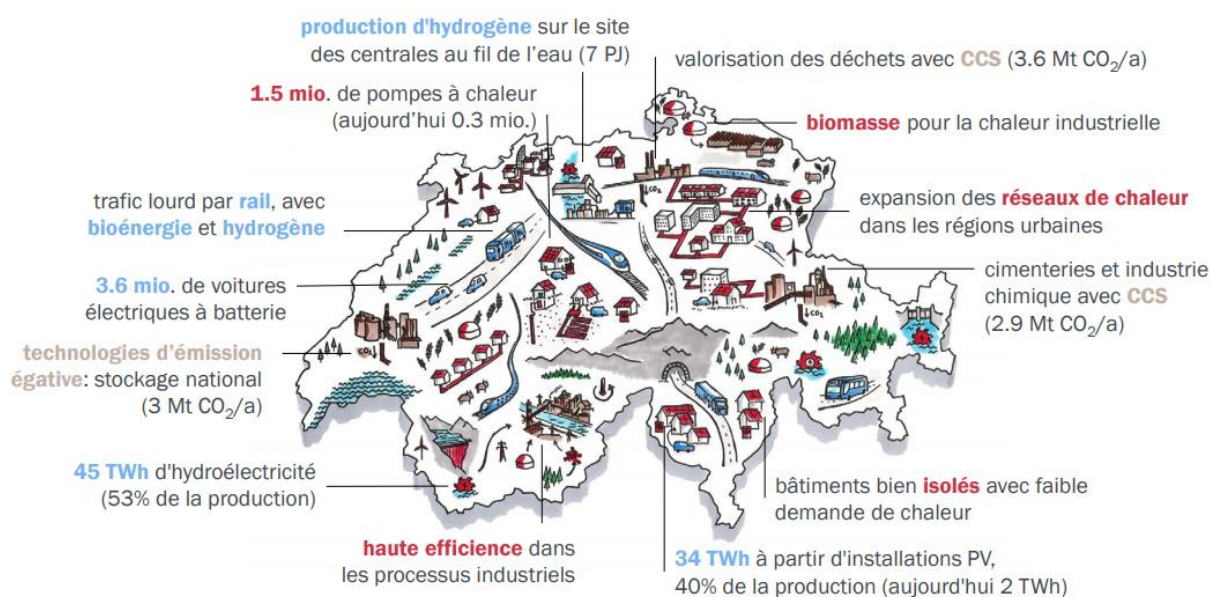 production d'hydrogène sur le site
des centrales au fil de l'eau (7 PJ)
valorisation des déchets avec CCS (3.6 Mt CO₂/a)
1.5 mio. de pompes à chaleur
(aujourd'hui 0.3 mio.)
biomasse pour la chaleur industrielle
trafic lourd par rail, avec
bioénergie et hydrogène
expansion des réseaux de chaleur
dans les régions urbaines
3.6 mio. de voitures
électriques à batterie
cimenteries et industrie
chimique avec CCS
(2.9 Mt CO₂/a)
technologies d'émission
égative: stockage national
(3 Mt CO₂/a)
45 TWh d'hydroélectricité
(53% de la production)
bâtiments bien isolés avec faible
demande de chaleur
haute efficience dans
les processus industriels
34 TWh à partir d'installations PV,
40% de la production (aujourd'hui 2 TWh)
CO₂
CO₂
CO₂